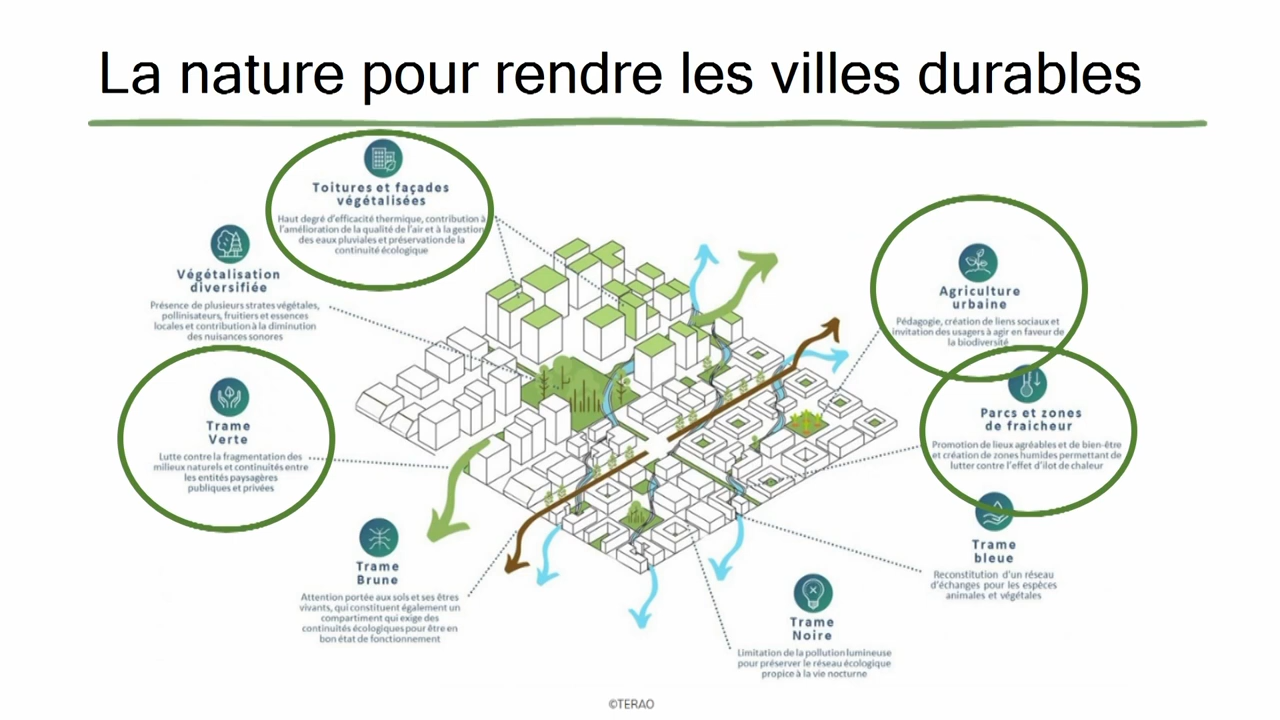 La nature pour rendre les villes durables
Toitures et façades
végétalisées
Haut degré d'efficacité thermique, contribution à
l'amélioration de la qualité de l'air et à la gestion
des eaux pluviales et préservation de la
continuité écologique
Végétalisation
diversifiée
Présence de plusieurs strates végétales,
pollinisateurs, fruitiers et essences
locales et contribution à la diminution
des nuisances sonores
Trame
Verte
Lutte contre la fragmentation des
milieux naturels et continuités entre
les entités paysagères
publiques et privées
Trame
Brune
Attention portée aux sols et ses êtres
vivants, qui constituent également un
compartiment qui exige des
continuités écologiques pour être en
bon état de fonctionnement
Agriculture
urbaine
Pédagogie, création de liens sociaux et
invitation des usagers à agir en faveur de
la biodiversité
Parcs et zones
de fraicheur
Promotion de lieux agréables et de bien-être
et création de zones humides permettant de
lutter contre l'effet d'ilot de chaleur
Trame
bleue
Reconstitution d'un réseau
d'échanges pour les espèces
animales et végétales
Trame
Noire
Limitation de la pollution lumineuse
pour préserver le réseau écologique
propice à la vie nocturne
©TERAO